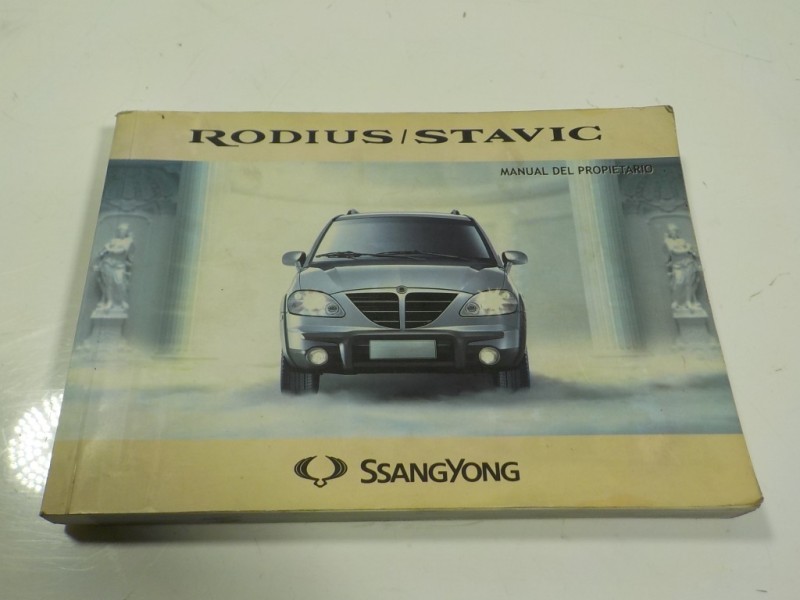 RODIUS/STAVIC
MANUAL DEL PROPIETARIO
SSANGYONG